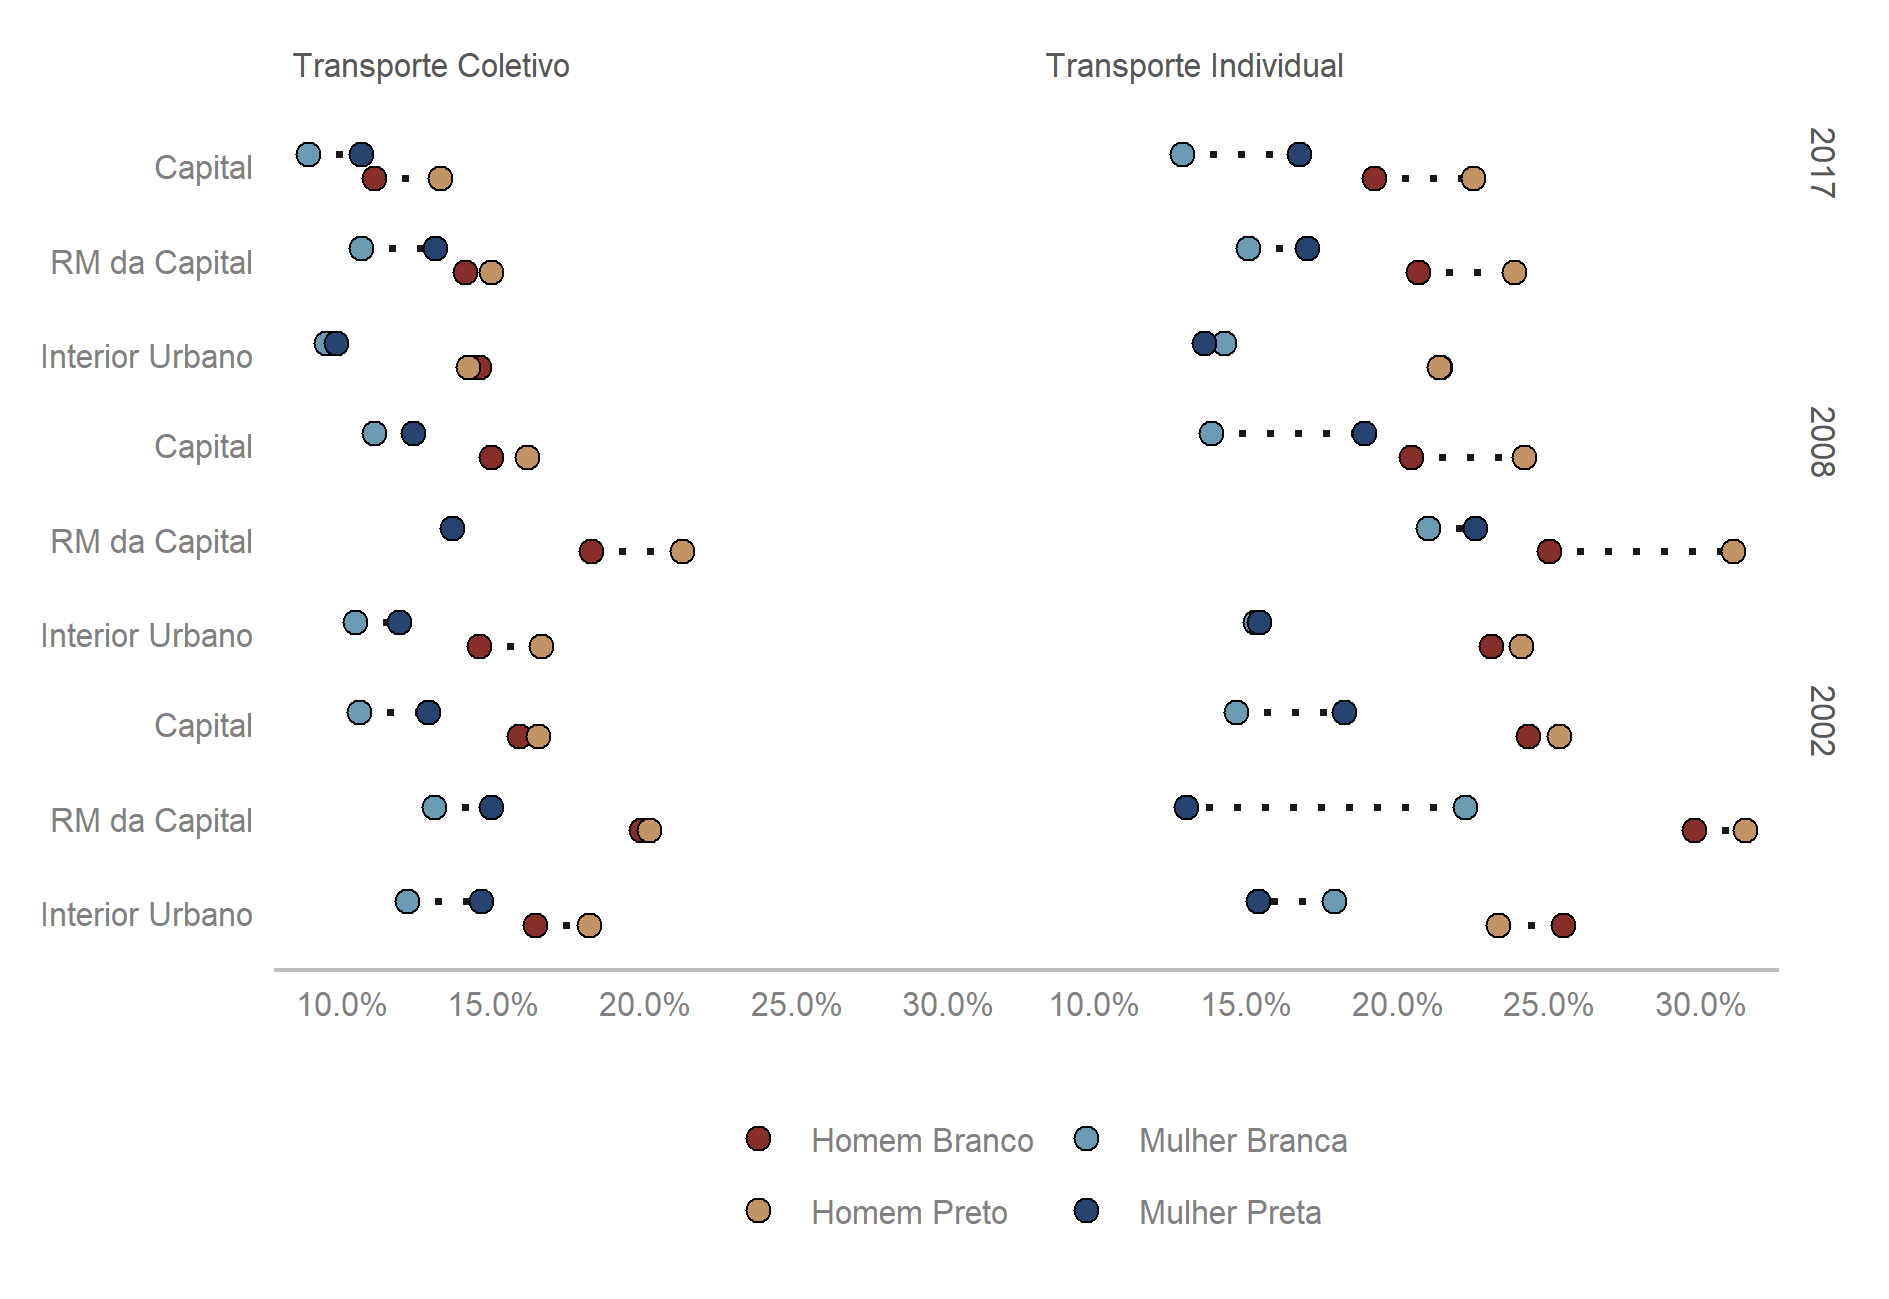 Transporte Coletivo
Transporte Individual
Capital
RM da Capital
Interior Urbano
2017
Capital
RM da Capital
Interior Urbano
2008
Capital
RM da Capital
Interior Urbano
2002
10.0% 15.0% 20.0% 25.0% 30.0% 10.0% 15.0% 20.0% 25.0% 30.0%
Homem Branco
Mulher Branca
Homem Preto
Mulher Preta